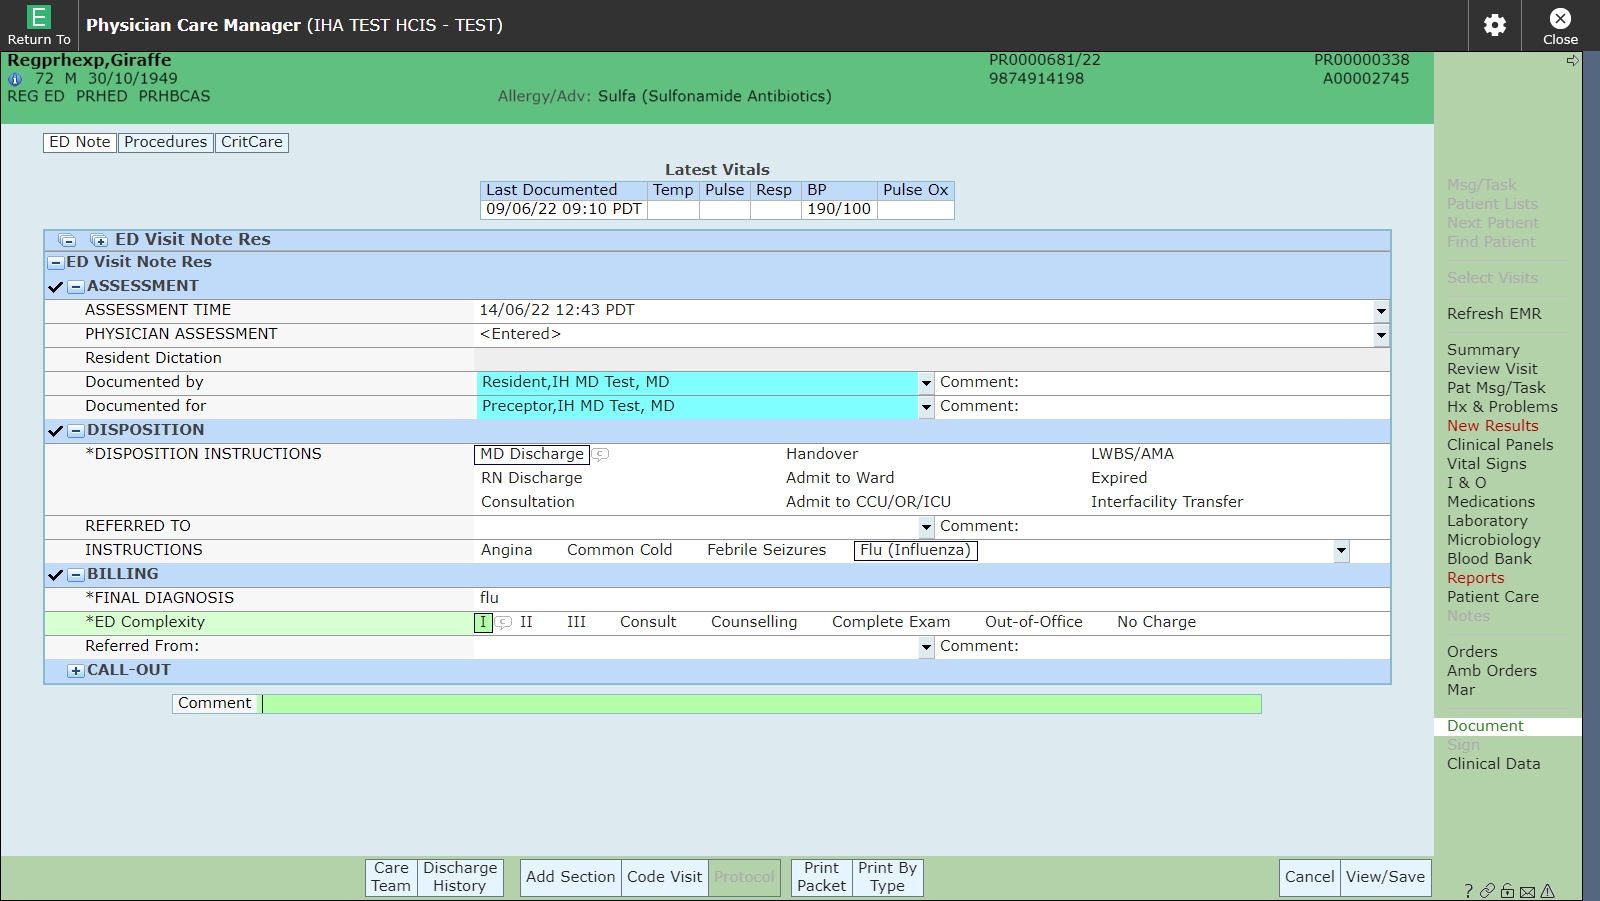 E
Return To
Physician Care Manager (IHA TEST HCIS - TEST)
Close
Regprhexp,Giraffe
PR0000681/22
PR00000338
72 M 30/10/1949
9874914198
A00002745
REG ED PRHED PRHBCAS
Allergy/Adv: Sulfa (Sulfonamide Antibiotics)
ED Note Procedures CritCare
Latest Vitals
Last Documented Temp Pulse Resp BP Pulse Ox
09/06/22 09:10 PDT 190/100
ED Visit Note Res
ED Visit Note Res
ASSESSMENT
ASSESSMENT TIME 14/06/22 12:43 PDT
PHYSICIAN ASSESSMENT <Entered>
Resident Dictation
Documented by Resident,IH MD Test, MD Comment:
Documented for Preceptor,IH MD Test, MD Comment:
DISPOSITION
*DISPOSITION INSTRUCTIONS MD Discharge Handover LWBS/AMA
RN Discharge Admit to Ward Expired
Consultation Admit to CCU/OR/ICU Interfacility Transfer
REFERRED TO Comment:
INSTRUCTIONS Angina Common Cold Febrile Seizures Flu (Influenza)
BILLING
*FINAL DIAGNOSIS flu
*ED Complexity I II III Consult Counselling Complete Exam Out-of-Office No Charge
Referred From: Comment:
CALL-OUT
Comment
Msg/Task
Patient Lists
Next Patient
Find Patient
Select Visits
Refresh EMR
Summary
Review Visit
Pat Msg/Task
Hx & Problems
New Results
Clinical Panels
Vital Signs
I & O
Medications
Laboratory
Microbiology
Blood Bank
Reports
Patient Care
Notes
Orders
Amb Orders
Mar
Document
Sign
Clinical Data
Care Team
Discharge History
Add Section
Code Visit
Protocol
Print Packet
Print By Type
Cancel
View/Save